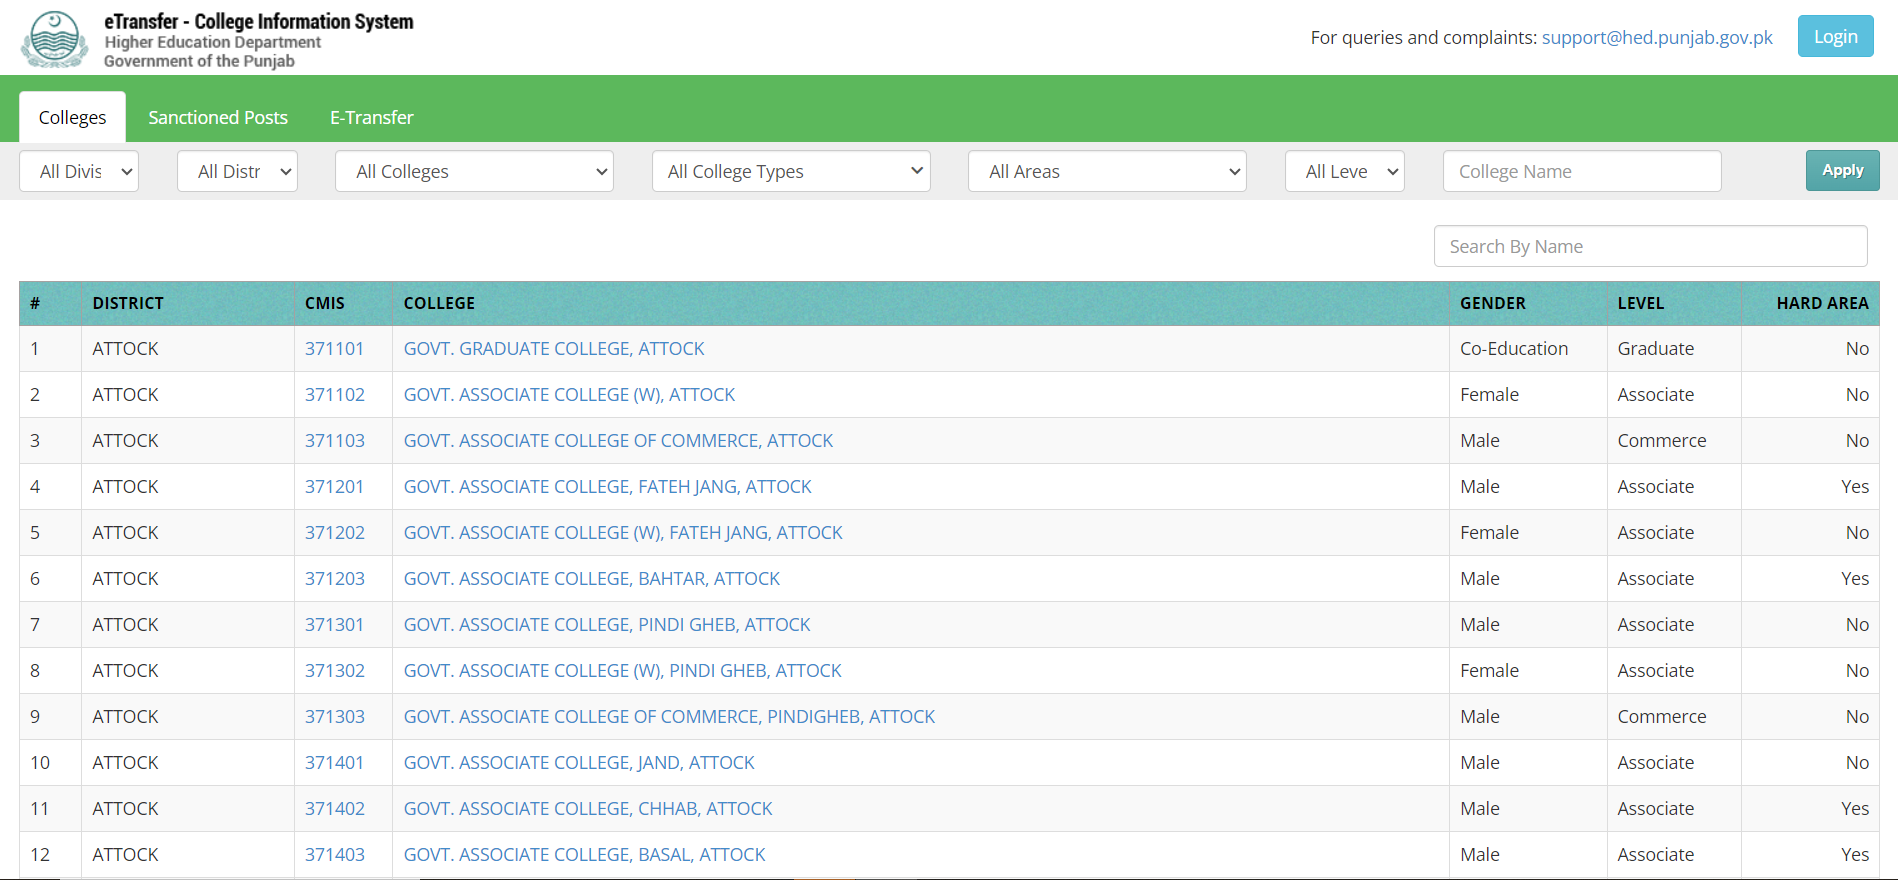 eTransfer - College Information System
Higher Education Department
Government of the Punjab
For queries and complaints: support@hed.punjab.gov.pk
Login
Colleges
Sanctioned Posts
E-Transfer
All Divis
All Distr
All Colleges
All College Types
All Areas
All Leve
College Name
Apply
Search By Name
# DISTRICT CMIS COLLEGE GENDER LEVEL HARD AREA
1 ATTOCK 371101 GOVT. GRADUATE COLLEGE, ATTOCK Co-Education Graduate No
2 ATTOCK 371102 GOVT. ASSOCIATE COLLEGE (W), ATTOCK Female Associate No
3 ATTOCK 371103 GOVT. ASSOCIATE COLLEGE OF COMMERCE, ATTOCK Male Commerce No
4 ATTOCK 371201 GOVT. ASSOCIATE COLLEGE, FATEH JANG, ATTOCK Male Associate Yes
5 ATTOCK 371202 GOVT. ASSOCIATE COLLEGE (W), FATEH JANG, ATTOCK Female Associate No
6 ATTOCK 371203 GOVT. ASSOCIATE COLLEGE, BAHTAR, ATTOCK Male Associate Yes
7 ATTOCK 371301 GOVT. ASSOCIATE COLLEGE, PINDI GHEB, ATTOCK Male Associate No
8 ATTOCK 371302 GOVT. ASSOCIATE COLLEGE (W), PINDI GHEB, ATTOCK Female Associate No
9 ATTOCK 371303 GOVT. ASSOCIATE COLLEGE OF COMMERCE, PINDIGHEB, ATTOCK Male Commerce No
10 ATTOCK 371401 GOVT. ASSOCIATE COLLEGE, JAND, ATTOCK Male Associate No
11 ATTOCK 371402 GOVT. ASSOCIATE COLLEGE, CHHAB, ATTOCK Male Associate Yes
12 ATTOCK 371403 GOVT. ASSOCIATE COLLEGE, BASAL, ATTOCK Male Associate Yes